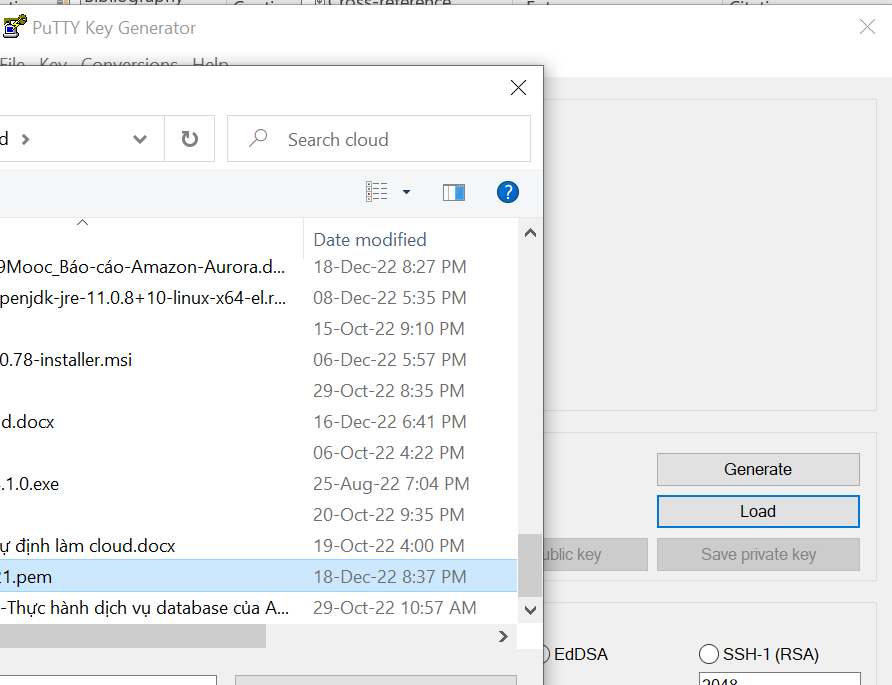 PuTTY Key Generator
File Key Conversions Help
d
Search cloud
Date modified
9Mooc_Báo-cáo-Amazon-Aurora.d... 18-Dec-22 8:27 PM
penjdk-jre-11.0.8+10-linux-x64-el.r... 08-Dec-22 5:35 PM
15-Oct-22 9:10 PM
0.78-installer.msi 06-Dec-22 5:57 PM
29-Oct-22 8:35 PM
d.docx 16-Dec-22 6:41 PM
06-Oct-22 4:22 PM
.1.0.exe 25-Aug-22 7:04 PM
20-Oct-22 9:35 PM
ự định làm cloud.docx 19-Oct-22 4:00 PM
21.pem 18-Dec-22 8:37 PM
-Thực hành dịch vụ database của A... 29-Oct-22 10:57 AM
Generate
Load
ublic key Save private key
EdDSA SSH-1 (RSA)
2048